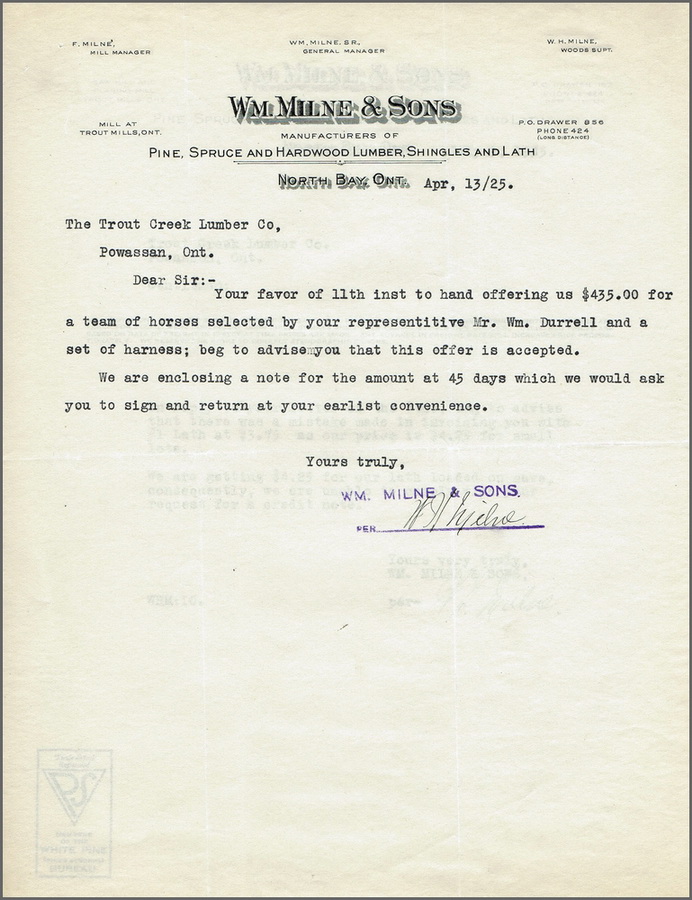 F. MILNE,
MILL MANAGER
WM. MILNE, SR.,
GENERAL MANAGER
W. H. MILNE,
WOODS SUPT.
WM. MILNE & SONS
MILL AT
TROUT MILLS, ONT.
MANUFACTURERS OF
P.O. DRAWER 856
PHONE 424
(LONG DISTANCE)
PINE, SPRUCE AND HARDWOOD LUMBER, SHINGLES AND LATH
NORTH BAY, ONT. Apr, 13/25.
The Trout Creek Lumber Co,
Powassan, Ont.
Dear Sir:-
Your favor of 11th inst to hand offering us $435.00 for
a team of horses selected by your representitive Mr. Wm. Durrell and a
set of harness; beg to advise you that this offer is accepted.
We are enclosing a note for the amount at 45 days which we would ask
you to sign and return at your earlist convenience.
Yours truly,
WM. MILNE & SONS.
PER W H Milne
WHITE PINE
BUREAU